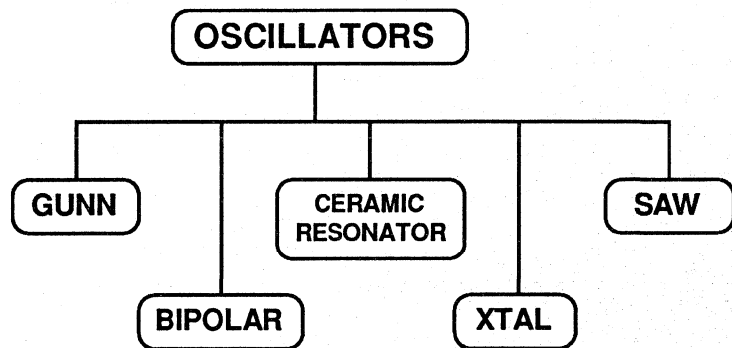 OSCILLATORS
GUNN
CERAMIC
RESONATOR
SAW
BIPOLAR
XTAL